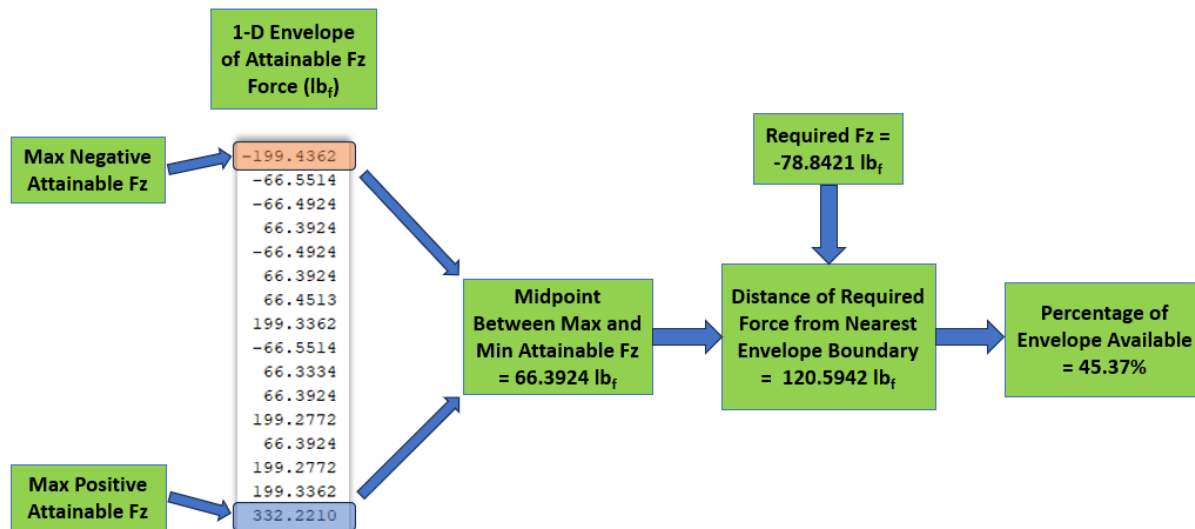 1-D Envelope
of Attainable Fz
Force (lbf)
Max Negative
Attainable Fz
-199.4362
-66.5514
-66.4924
66.3924
-66.4924
66.3924
66.4513
199.3362
-66.5514
66.3334
66.3924
199.2772
66.3924
199.2772
199.3362
332.2210
Max Positive
Attainable Fz
Midpoint
Between Max and
Min Attainable Fz
= 66.3924 lbf
Required Fz =
-78.8421 lbf
Distance of Required
Force from Nearest
Envelope Boundary
= 120.5942 lbf
Percentage of
Envelope Available
= 45.37%